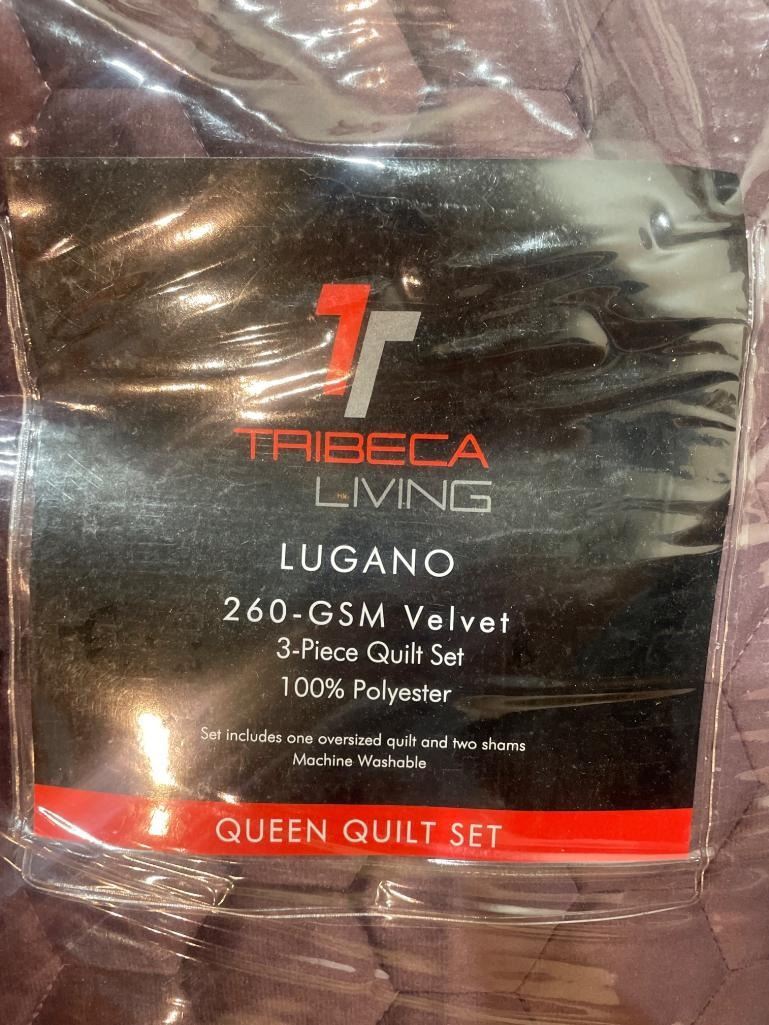 TRIBECA
LIVING
LUGANO
260-GSM Velvet
3-Piece Quilt Set
100% Polyester
Set includes one oversized quilt and two shams
Machine Washable
QUEEN QUILT SET